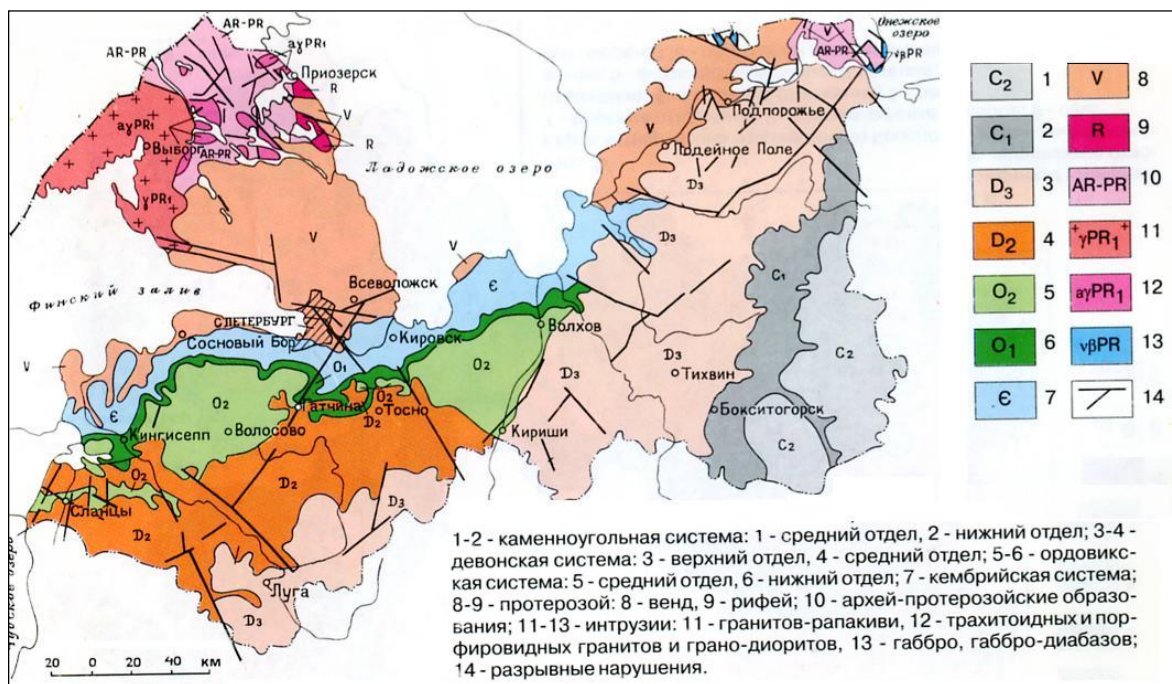 AR-PR
AR-PR
AR-PR
аγPR₁
Приозерск
R
V
R
аγPR₁
Выборг
AR-PR
γPR₁
V
Ладожское озеро
Онежское
озеро
V
AR-PR
νβPR
Подпорожье
V
Лодейное Поле
D₃
D₃
V
Є
Финский залив
Всеволожск
С.ПЕТЕРБУРГ
Сосновый Бор
Кировск
O₁
V
Волхов
O₂
D₃
D₃
Тихвин
C₁
C₂
Бокситогорск
C₂
Є
O₂
Гатчина
O₂
Тосно
D₂
Кингисепп
Волосово
Кириши
O₂
D₂
Сланцы
D₂
D₃
Луга
D₃
20 0 20 40 км
C₂ 1
C₁ 2
D₃ 3
D₂ 4
O₂ 5
O₁ 6
Є 7
V 8
R 9
AR-PR 10
+γPR₁+ 11
аγPR₁ 12
νβPR 13
14
1-2 - каменноугольная система: 1 - средний отдел, 2 - нижний отдел; 3-4 -
девонская система: 3 - верхний отдел, 4 - средний отдел; 5-6 - ордовикс-
кая система: 5 - средний отдел, 6 - нижний отдел; 7 - кембрийская система;
8-9 - протерозой: 8 - венд, 9 - рифей; 10 - архей-протерозойские образо-
вания; 11-13 - интрузии: 11 - гранитов-рапакиви, 12 - трахитоидных и пор-
фировидных гранитов и грано-диоритов, 13 - габбро, габбро-диабазов;
14 - разрывные нарушения.